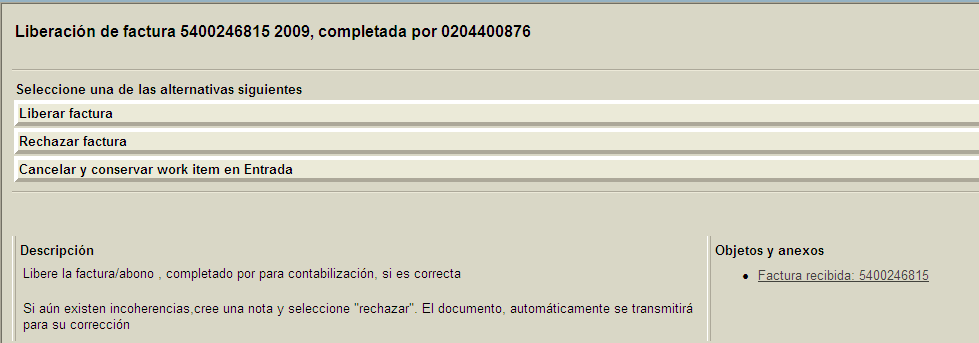 Liberación de factura 5400246815 2009, completada por 0204400876
Seleccione una de las alternativas siguientes
Liberar factura
Rechazar factura
Cancelar y conservar work item en Entrada
Descripción
Libere la factura/abono , completado por para contabilización, si es correcta
Si aún existen incoherencias,cree una nota y seleccione "rechazar". El documento, automáticamente se transmitirá
para su corrección
Objetos y anexos
Factura recibida: 5400246815